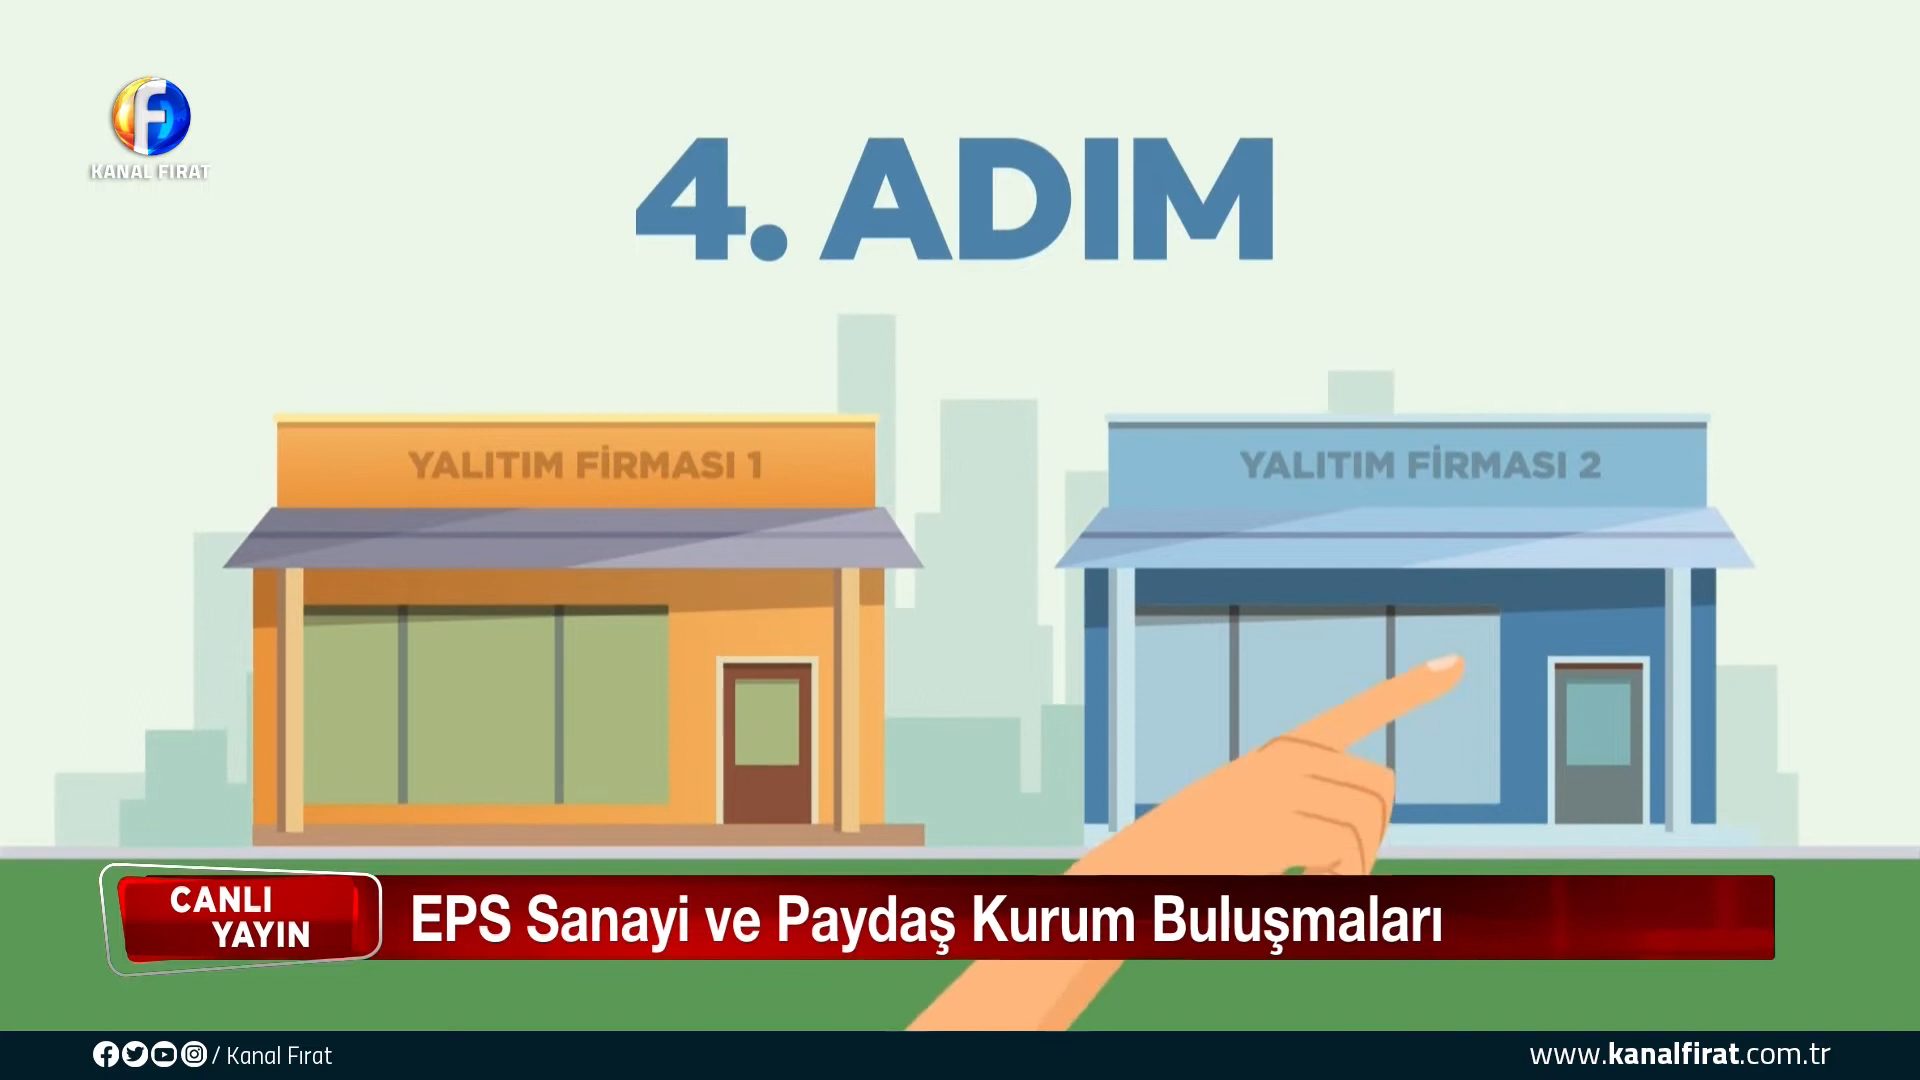 KANAL FIRAT
4. ADIM
YALITIM FİRMASI 1
YALITIM FİRMASI 2
CANLI
YAYIN
EPS Sanayi ve Paydaş Kurum Buluşmaları
/ Kanal Fırat
www.kanalfirat.com.tr